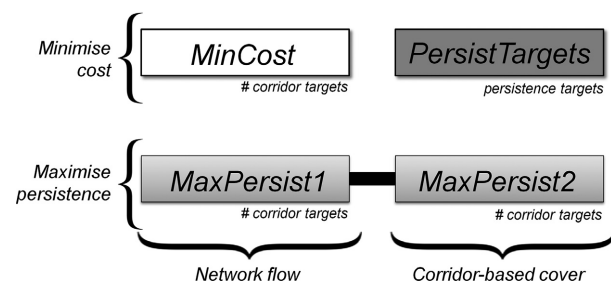 Minimise
cost
MinCost
# corridor targets
PersistTargets
persistence targets
Maximise
persistence
MaxPersist1
# corridor targets
MaxPersist2
# corridor targets
Network flow
Corridor-based cover